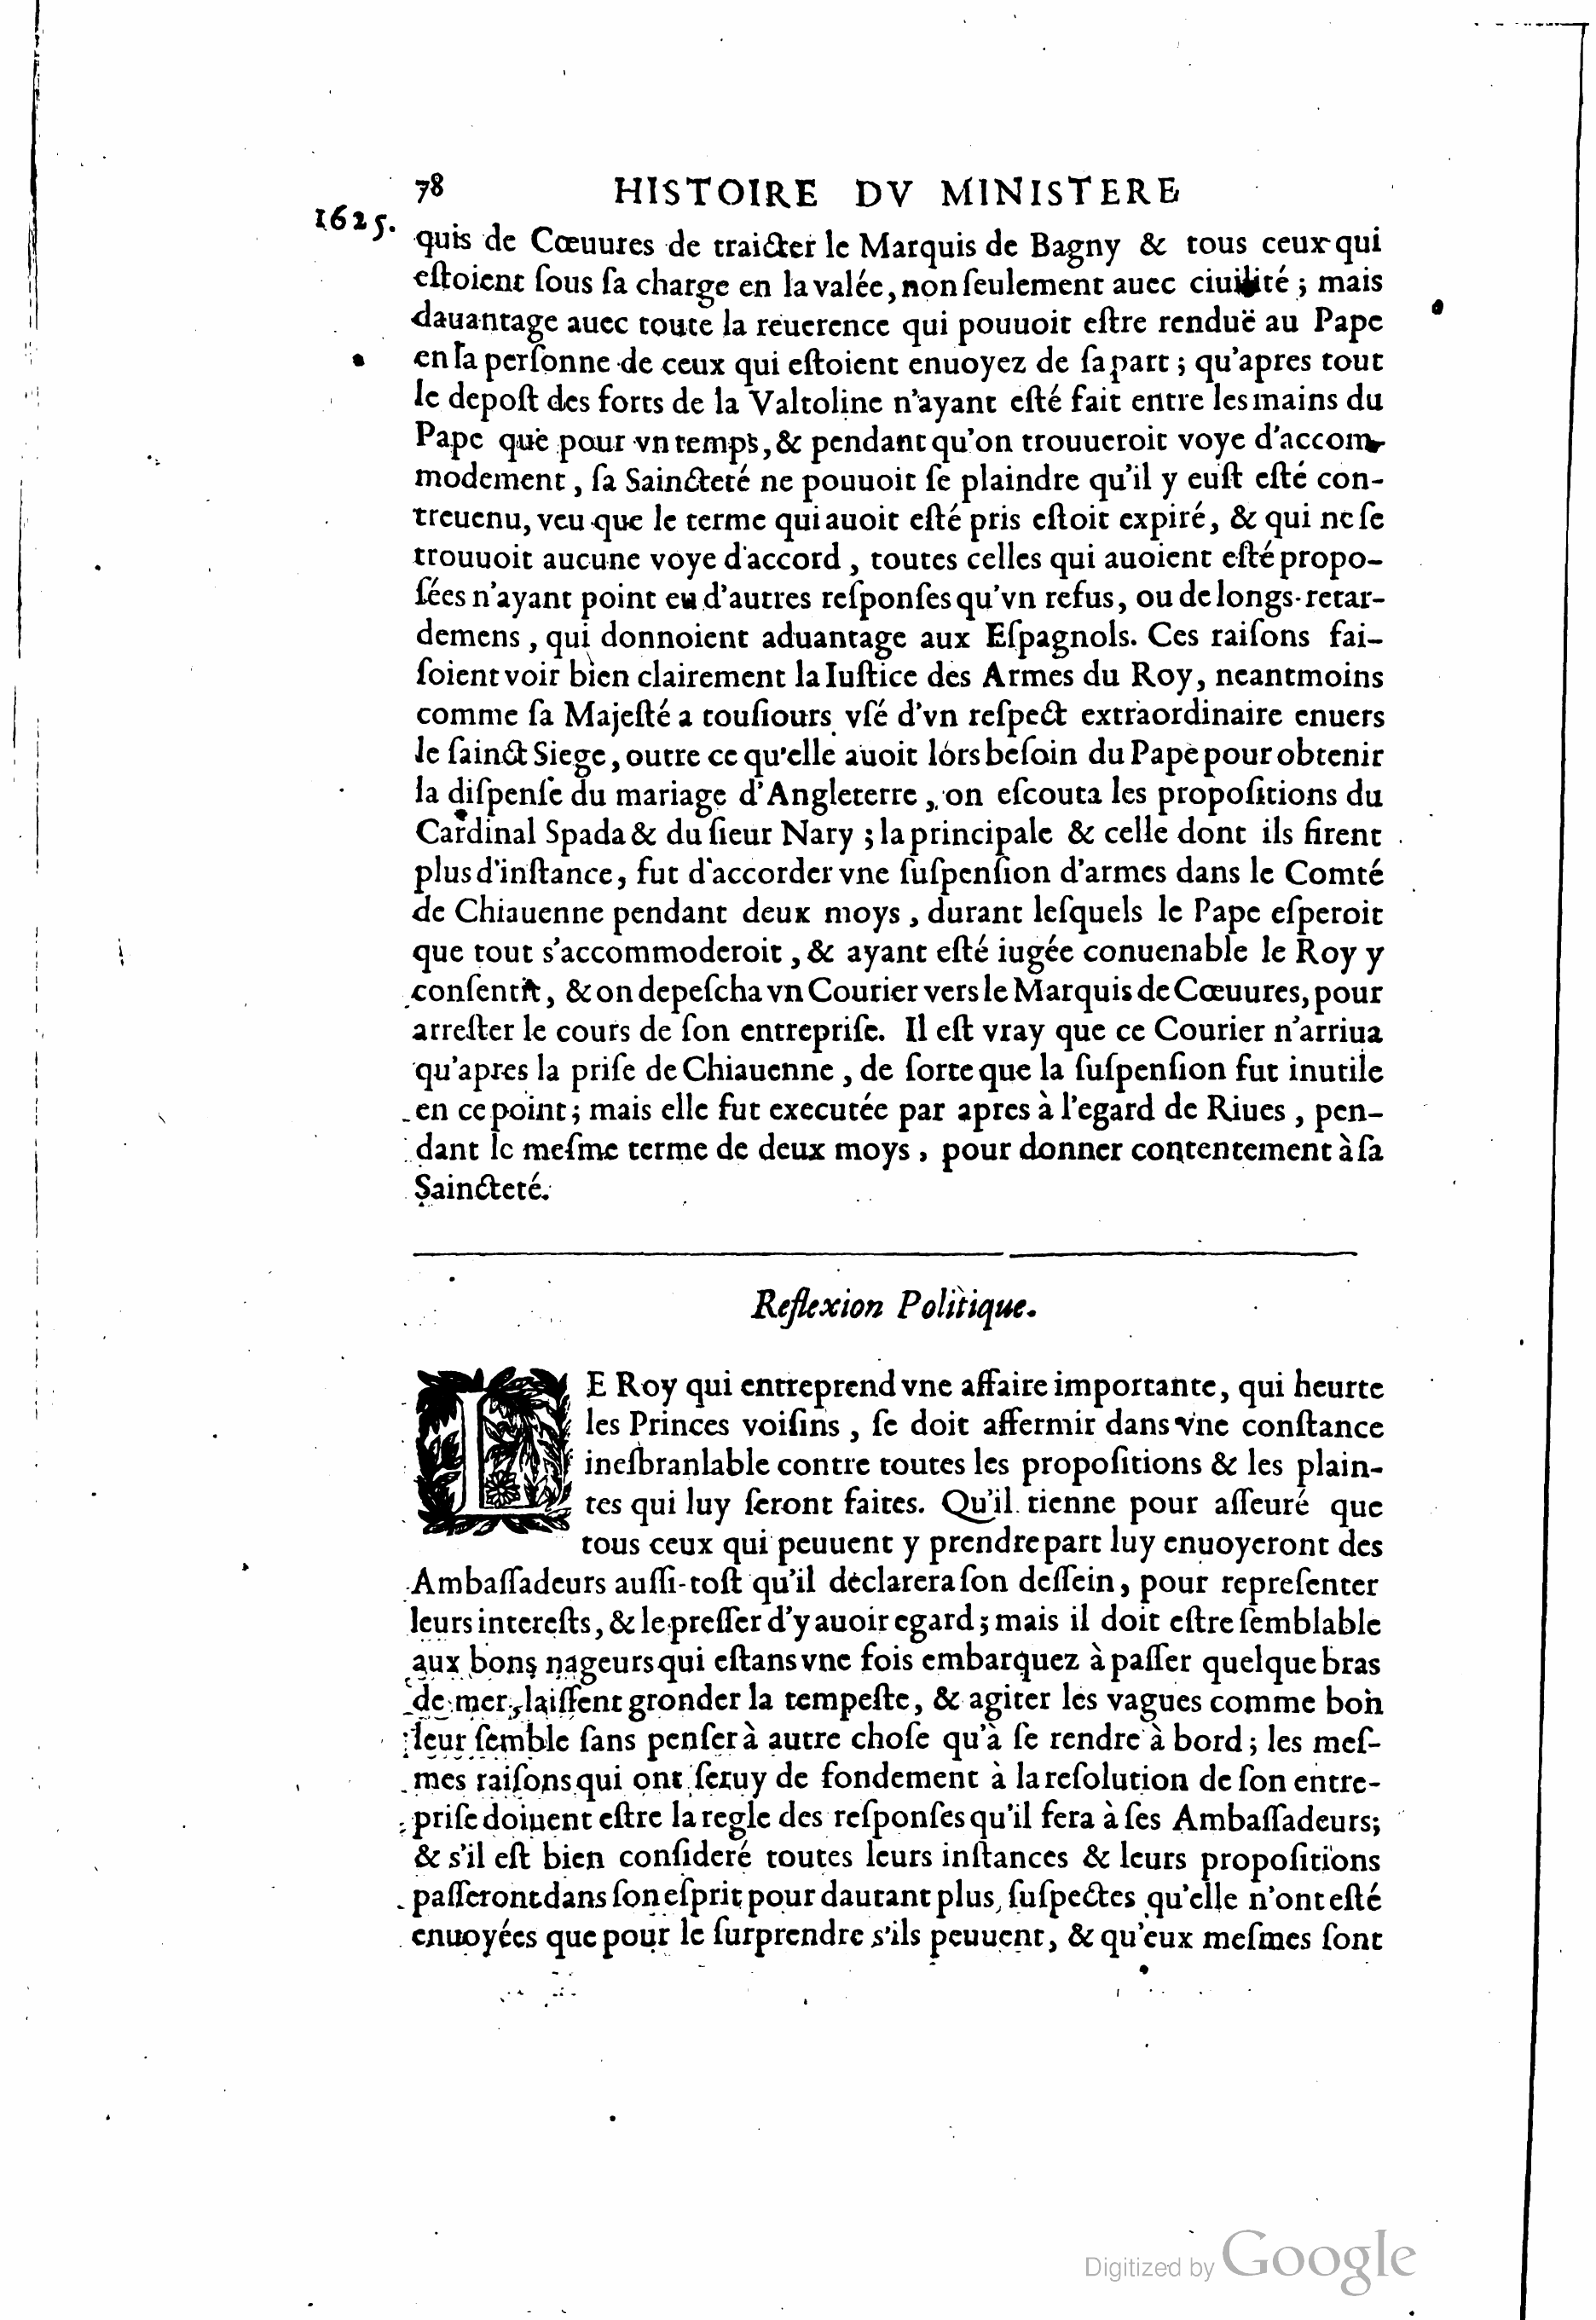 78 HISTOIRE DV MINISTERE
1625.
quis de Cœuures de traicter le Marquis de Bagny & tous ceux qui
eſtoient ſous ſa charge en la valée, non ſeulement auec ciuilité ; mais
dauantage auec toute la reuerence qui pouuoit eſtre renduë au Pape
en la perſonne de ceux qui eſtoient enuoyez de ſa part ; qu'apres tout
le depoſt des forts de la Valtoline n'ayant eſté fait entre les mains du
Pape que pour vn temps, & pendant qu'on trouueroit voye d'accom-
modement , ſa Saincteté ne pouuoit ſe plaindre qu'il y euſt eſté con-
treuenu, veu que le terme qui auoit eſté pris eſtoit expiré, & qui ne ſe
trouuoit aucune voye d'accord , toutes celles qui auoient eſté propo-
ſées n'ayant point eu d'autres reſponſes qu'vn refus, ou de longs retar-
demens , qui donnoient aduantage aux Eſpagnols. Ces raiſons fai-
ſoient voir bien clairement la Iuſtice des Armes du Roy, neantmoins
comme ſa Majeſté a touſiours vſé d'vn reſpect extraordinaire enuers
le ſainct Siege, outre ce qu'elle auoit lors beſoin du Pape pour obtenir
la diſpenſe du mariage d'Angleterre , on eſcouta les propoſitions du
Cardinal Spada & du ſieur Nary ; la principale & celle dont ils firent
plus d'inſtance, fut d'accorder vne ſuſpenſion d'armes dans le Comté
de Chiauenne pendant deux moys , durant leſquels le Pape eſperoit
que tout s'accommoderoit , & ayant eſté iugée conuenable le Roy y
conſentit, & on depeſcha vn Courier vers le Marquis de Cœuures, pour
arreſter le cours de ſon entrepriſe. Il eſt vray que ce Courier n'arriua
qu'apres la priſe de Chiauenne , de ſorte que la ſuſpenſion fut inutile
en ce point ; mais elle fut executée par apres à l'egard de Riues , pen-
dant le meſme terme de deux moys , pour donner contentement à ſa
Saincteté.
Reflexion Politique.
LE Roy qui entreprend vne affaire importante, qui heurte
les Princes voiſins , ſe doit affermir dans vne conſtance
ineſbranlable contre toutes les propoſitions & les plain-
tes qui luy ſeront faites. Qu'il tienne pour aſſeuré que
tous ceux qui peuuent y prendre part luy enuoyeront des
Ambaſſadeurs auſſi-toſt qu'il declarera ſon deſſein, pour repreſenter
leurs intereſts, & le preſſer d'y auoir egard ; mais il doit eſtre ſemblable
aux bons nageurs qui eſtans vne fois embarquez à paſſer quelque bras
de mer, laiſſent gronder la tempeſte, & agiter les vagues comme bon
leur ſemble ſans penſer à autre choſe qu'à ſe rendre à bord ; les meſ-
mes raiſons qui ont ſeruy de fondement à la reſolution de ſon entre-
priſe doiuent eſtre la regle des reſponſes qu'il fera à ſes Ambaſſadeurs;
& s'il eſt bien conſideré toutes leurs inſtances & leurs propoſitions
paſſeront dans ſon eſprit pour dautant plus ſuſpectes qu'elle n'ont eſté
enuoyées que pour le ſurprendre s'ils peuuent, & qu'eux meſmes ſont
Digitized by Google